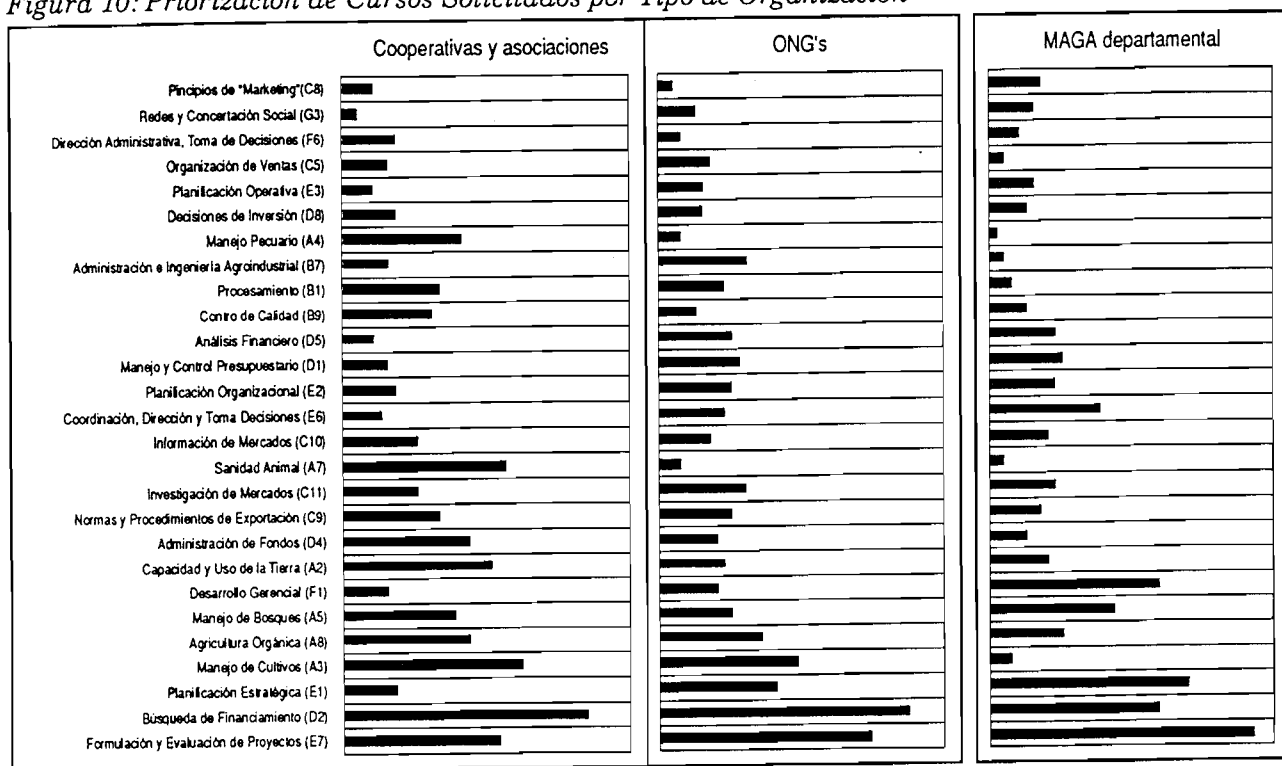 Figura 10: Priorización de Cursos Solicitados por Tipo de Organización
Cooperativas y asociaciones
ONG's
MAGA departamental
Pincipios de "Marketing"(C8)
Redes y Concertación Social (G3)
Dirección Administrativa, Toma de Decisiones (F6)
Organización de Ventas (C5)
Planificación Operativa (E3)
Decisiones de Inversión (D8)
Manejo Pecuario (A4)
Administración e Ingeniería Agroindustrial (B7)
Procesamiento (B1)
Contro de Calidad (B9)
Análisis Financiero (D5)
Manejo y Control Presupuestario (D1)
Planificación Organizacional (E2)
Coordinación, Dirección y Toma Decisiones (E6)
Información de Mercados (C10)
Sanidad Animal (A7)
Investigación de Mercados (C11)
Normas y Procedimientos de Exportación (C9)
Administración de Fondos (D4)
Capacidad y Uso de la Tierra (A2)
Desarrollo Gerencial (F1)
Manejo de Bosques (A5)
Agricultura Orgánica (A8)
Manejo de Cultivos (A3)
Planificación Estratégica (E1)
Búsqueda de Financiamiento (D2)
Formulación y Evaluación de Proyectos (E7)